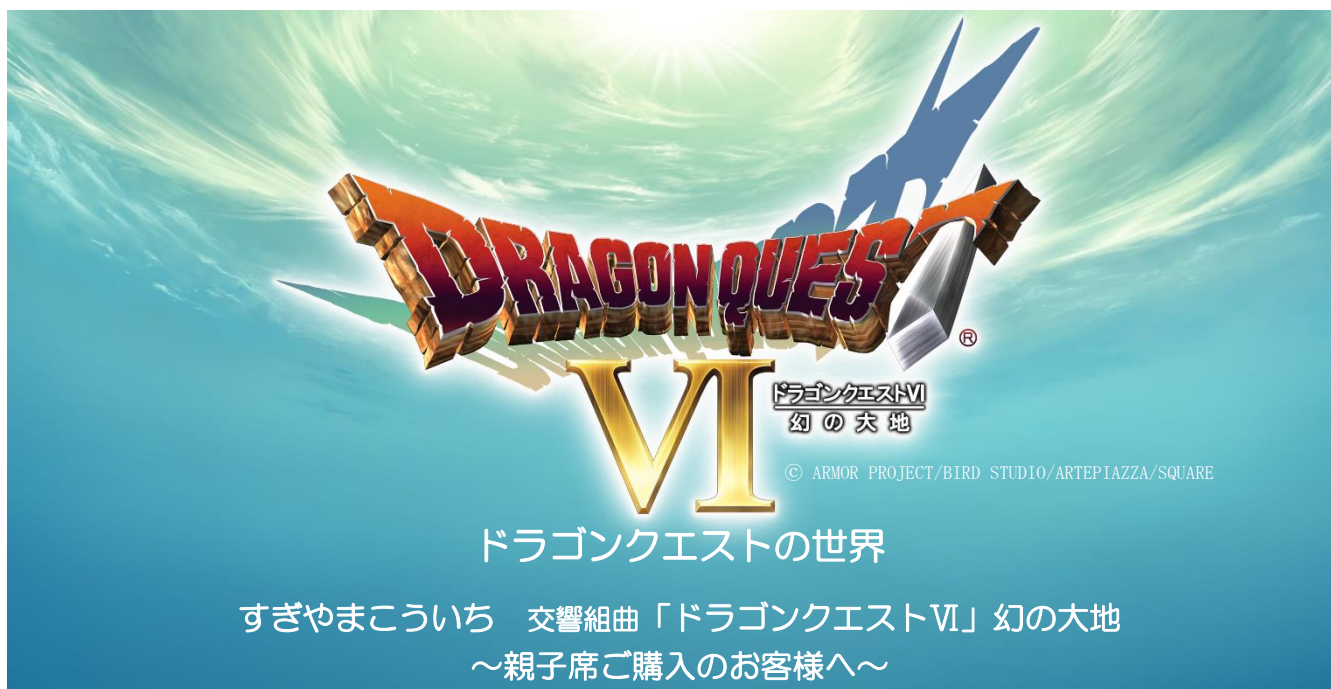 DRAGON QUEST
®
VI
ドラゴンクエストVI
幻の大地
© ARMOR PROJECT/BIRD STUDIO/ARTEPIAZZA/SQUARE
ドラゴンクエストの世界
すぎやまこういち　交響組曲「ドラゴンクエストⅥ」幻の大地
～親子席ご購入のお客様へ～